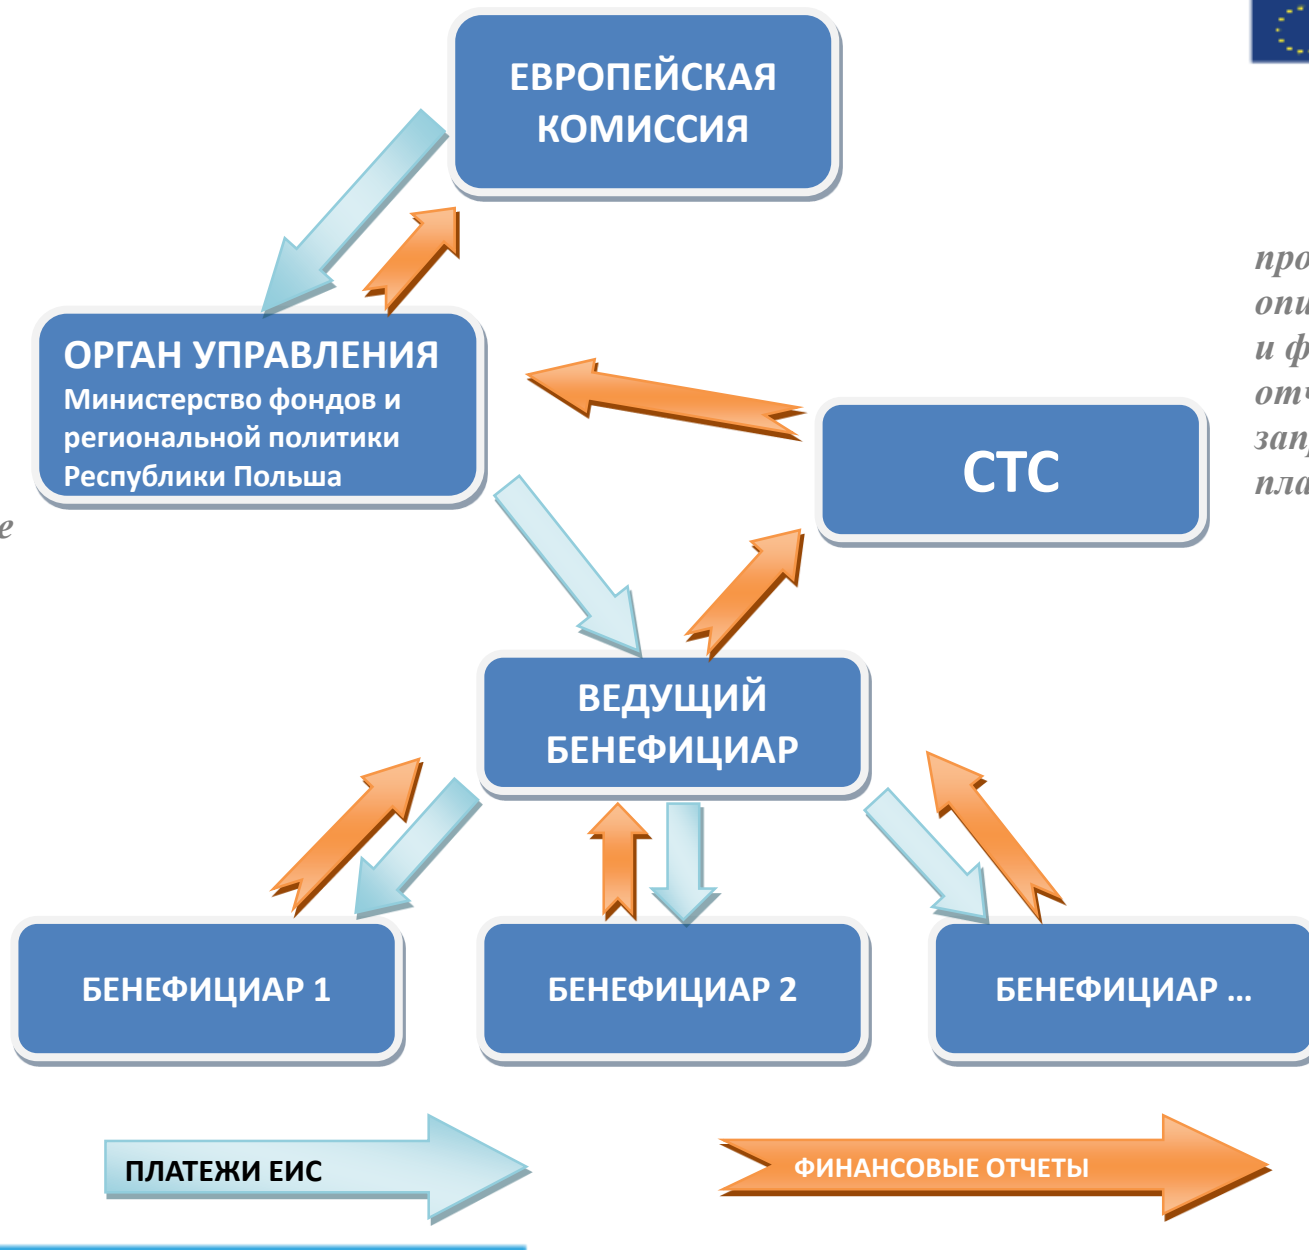 ЕВРОПЕЙСКАЯ
КОМИССИЯ
ОРГАН УПРАВЛЕНИЯ
Министерство фондов и
региональной политики
Республики Польша
СТС
ВЕДУЩИЙ
БЕНЕФИЦИАР
БЕНЕФИЦИАР 1
БЕНЕФИЦИАР 2
БЕНЕФИЦИАР ...
ПЛАТЕЖИ ЕИС
ФИНАНСОВЫЕ ОТЧЕТЫ